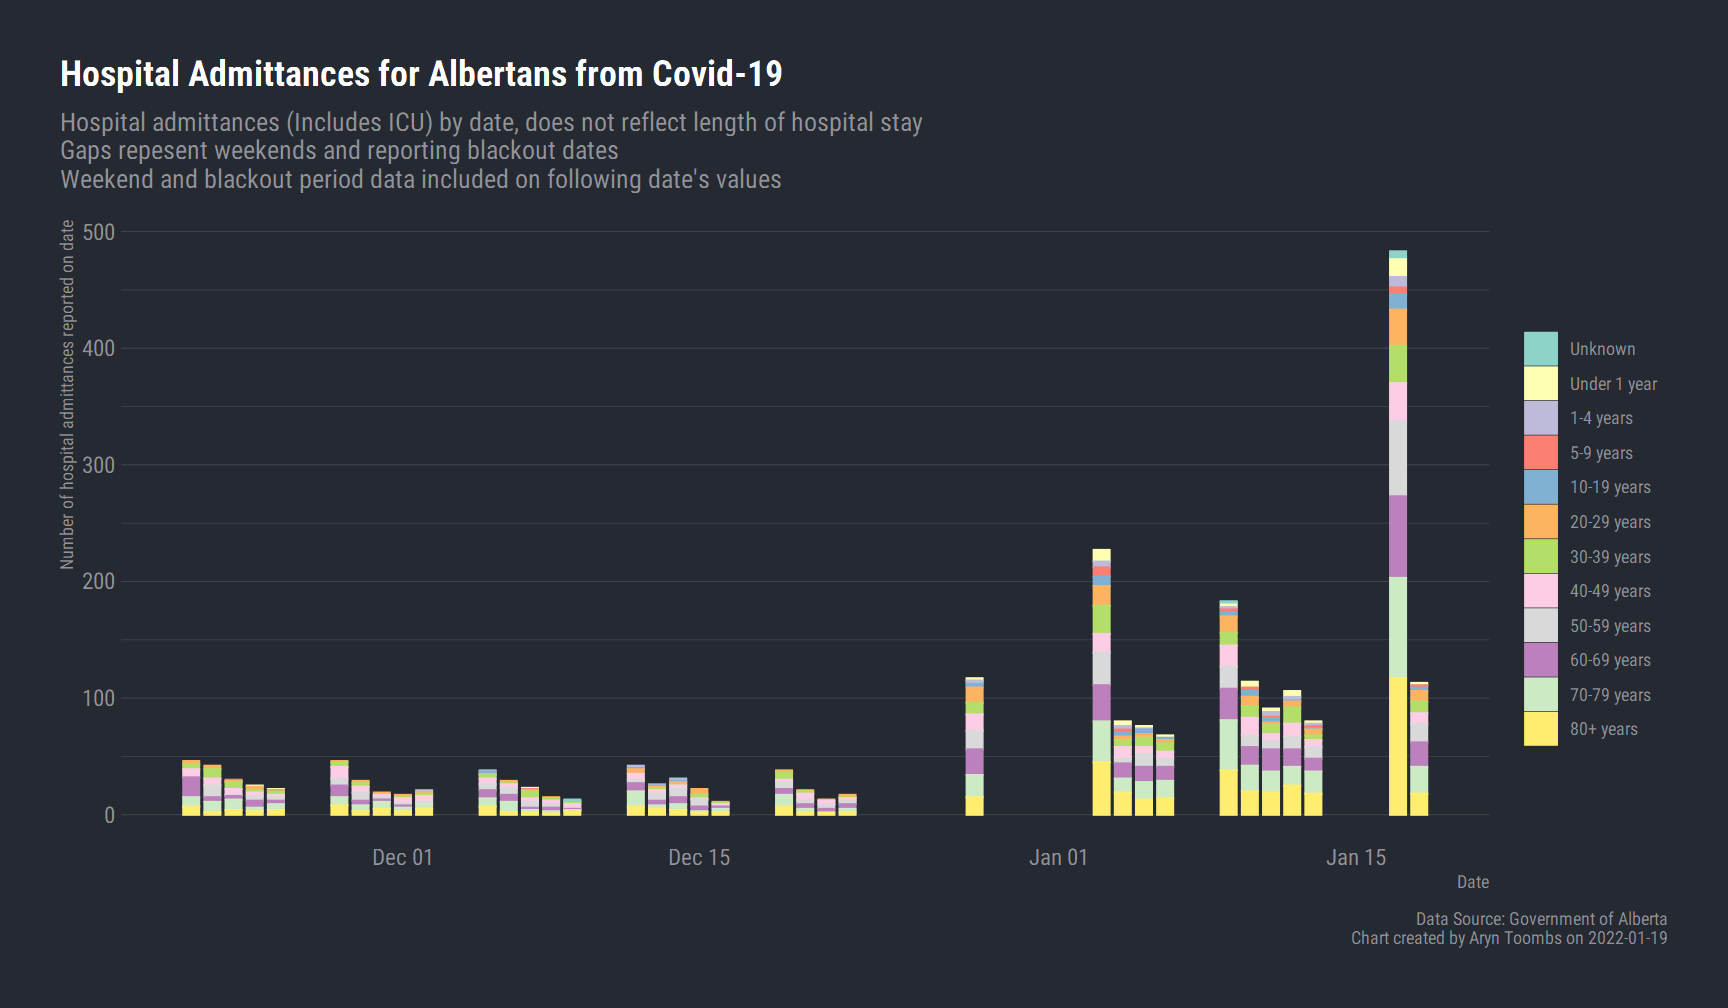 Hospital Admittances for Albertans from Covid-19
Hospital admittances (Includes ICU) by date, does not reflect length of hospital stay
Gaps repesent weekends and reporting blackout dates
Weekend and blackout period data included on following date's values
Number of hospital admittances reported on date
500
400
300
200
100
0
Dec 01
Dec 15
Jan 01
Jan 15
Date
Unknown
Under 1 year
1-4 years
5-9 years
10-19 years
20-29 years
30-39 years
40-49 years
50-59 years
60-69 years
70-79 years
80+ years
Data Source: Government of Alberta
Chart created by Aryn Toombs on 2022-01-19